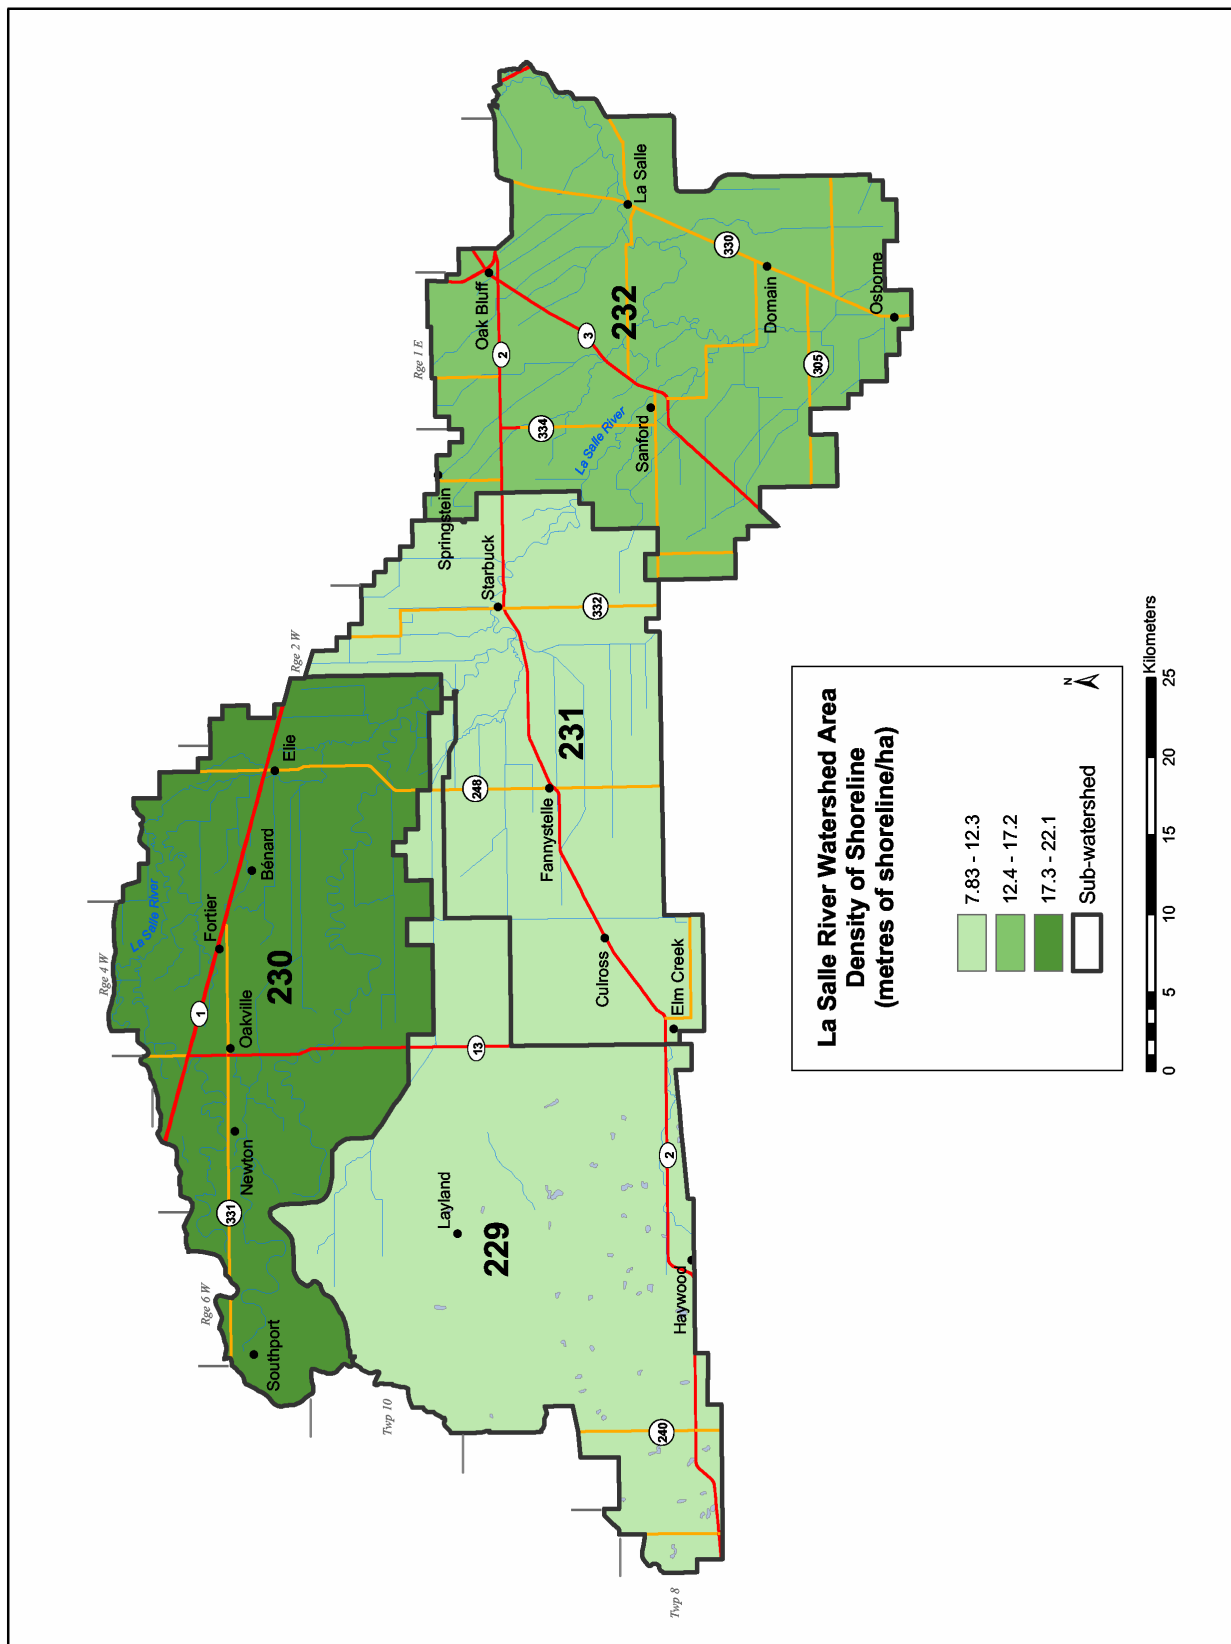 La Salle River Watershed Area
Density of Shoreline
(metres of shoreline/ha)
N
7.83 - 12.3
12.4 - 17.2
17.3 - 22.1
Sub-watershed
0 5 10 15 20 25
Kilometers
Rge 6 W
Rge 4 W
Rge 2 W
Rge 1 E
Twp 10
Twp 8
Southport
Newton
331
Oakville
1
Fortier
La Salle River
Bénard
Elie
230
13
Layland
229
Haywood
2
240
Elm Creek
Culross
Fannystelle
248
231
Starbuck
332
Springstein
334
La Salle River
Sanford
2
Oak Bluff
3
232
La Salle
330
Domain
305
Osborne